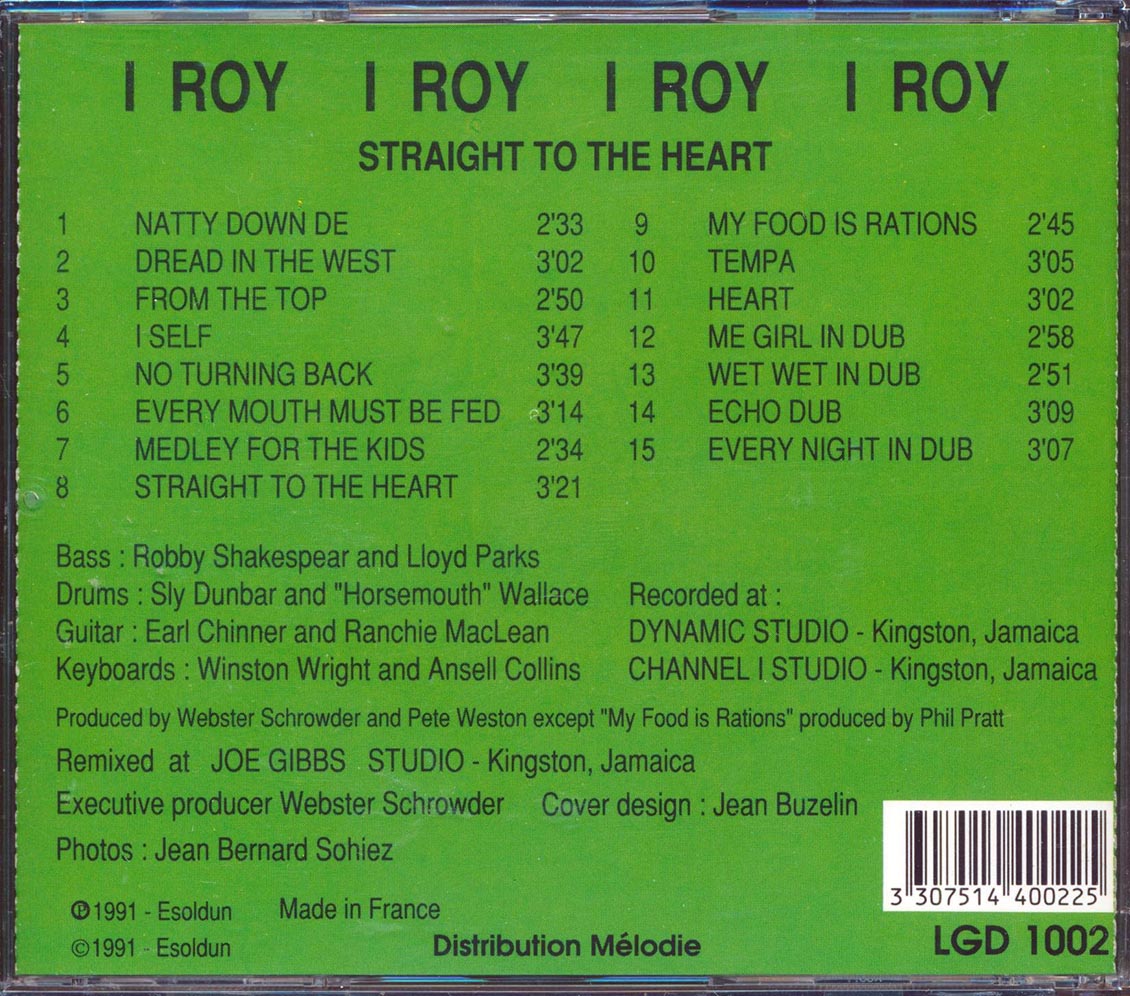 I ROY I ROY I ROY I ROY
STRAIGHT TO THE HEART
1 NATTY DOWN DE 2'33
2 DREAD IN THE WEST 3'02
3 FROM THE TOP 2'50
4 I SELF 3'47
5 NO TURNING BACK 3'39
6 EVERY MOUTH MUST BE FED 3'14
7 MEDLEY FOR THE KIDS 2'34
8 STRAIGHT TO THE HEART 3'21
9 MY FOOD IS RATIONS 2'45
10 TEMPA 3'05
11 HEART 3'02
12 ME GIRL IN DUB 2'58
13 WET WET IN DUB 2'51
14 ECHO DUB 3'09
15 EVERY NIGHT IN DUB 3'07
Bass : Robby Shakespear and Lloyd Parks
Drums : Sly Dunbar and "Horsemouth" Wallace
Guitar : Earl Chinner and Ranchie MacLean
Keyboards : Winston Wright and Ansell Collins
Recorded at :
DYNAMIC STUDIO - Kingston, Jamaica
CHANNEL I STUDIO - Kingston, Jamaica
Produced by Webster Schrowder and Pete Weston except "My Food is Rations" produced by Phil Pratt
Remixed at JOE GIBBS STUDIO - Kingston, Jamaica
Executive producer Webster Schrowder Cover design : Jean Buzelin
Photos : Jean Bernard Sohiez
℗ 1991 - Esoldun Made in France
© 1991 - Esoldun
Distribution Mélodie
3 307514 400225
LGD 1002